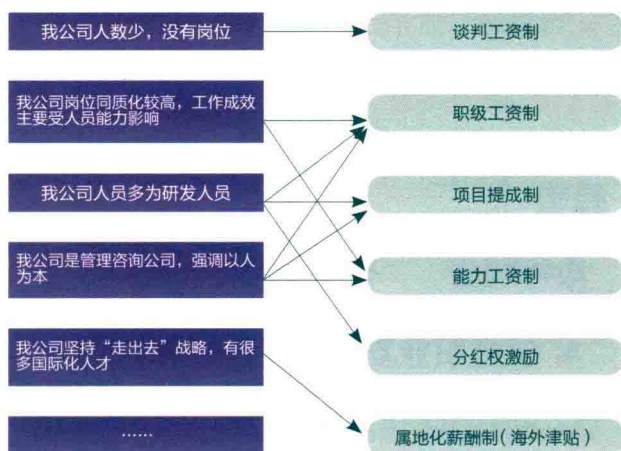 我公司人数少，没有岗位
谈判工资制
我公司岗位同质化较高，工作成效
主要受人员能力影响
职级工资制
我公司人员多为研发人员
项目提成制
我公司是管理咨询公司，强调以人
为本
能力工资制
我公司坚持“走出去”战略，有很
多国际化人才
分红权激励
……
属地化薪酬制（海外津贴）